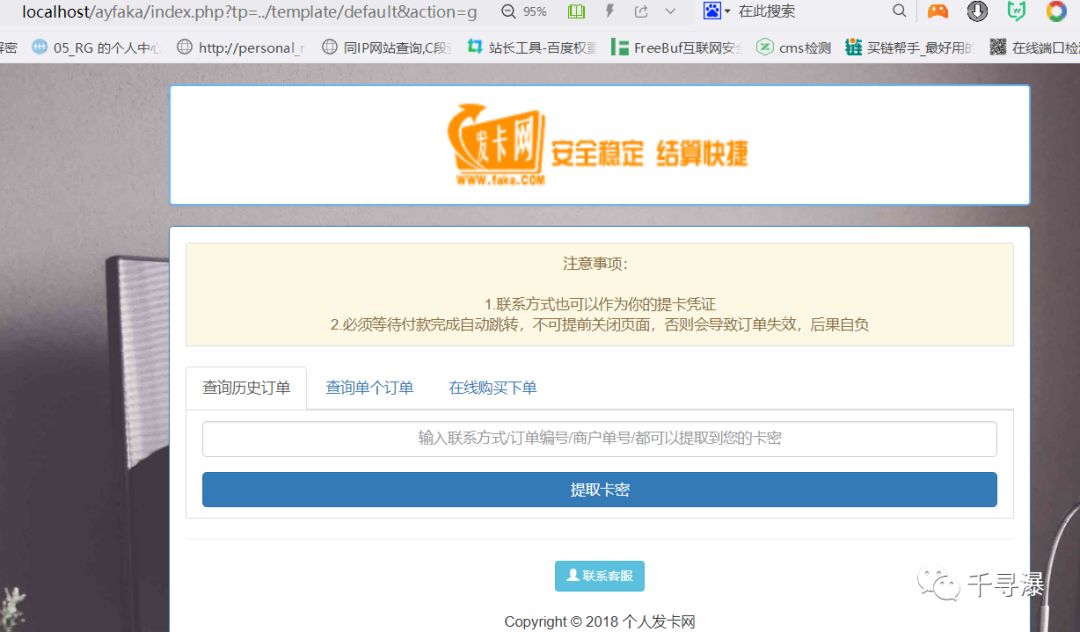 localhost/ayfaka/index.php?tp=../template/default&action=g 95% 在此搜索
解密 05_RG 的个人中心 http://personal_ 同IP网站查询,C段 站长工具-百度权重 FreeBuf互联网安全 cms检测 买链帮手_最好用的 在线端口检测
发卡网 安全稳定 结算快捷
WWW.faka.COM
注意事项:
1.联系方式也可以作为你的提卡凭证
2.必须等待付款完成自动跳转，不可提前关闭页面，否则会导致订单失效，后果自负
查询历史订单 查询单个订单 在线购买下单
输入联系方式/订单编号/商户单号/都可以提取到您的卡密
提取卡密
联系客服
千寻瀑
Copyright © 2018 个人发卡网